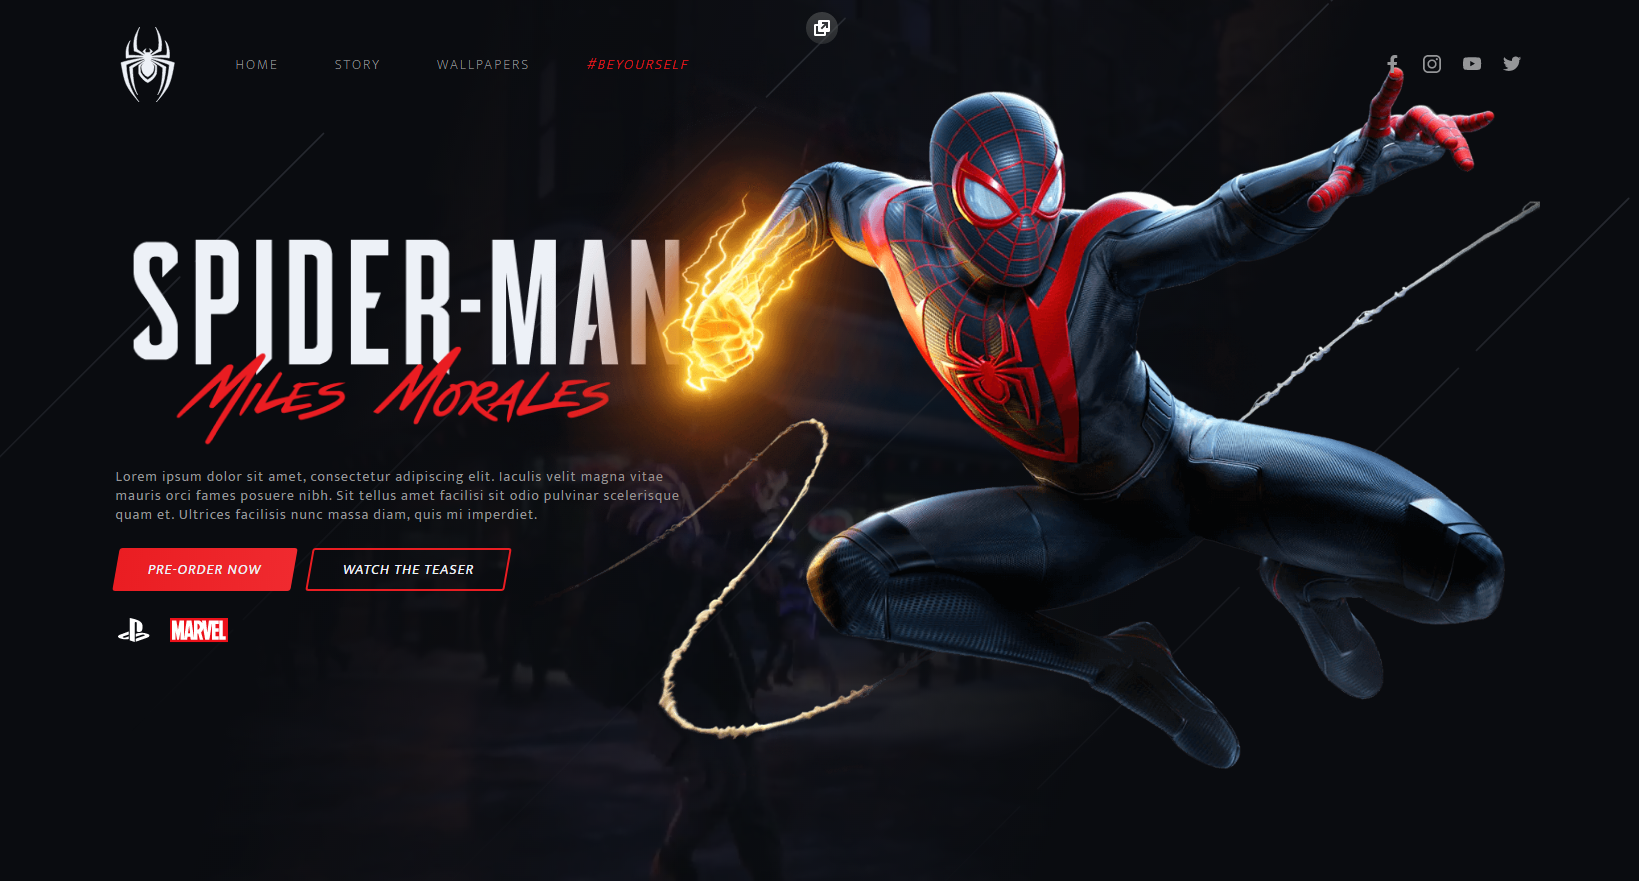 HOME STORY WALLPAPERS #BEYOURSELF
SPIDER-MAN
MILES MORALES
Lorem ipsum dolor sit amet, consectetur adipiscing elit. Iaculis velit magna vitae
mauris orci fames posuere nibh. Sit tellus amet facilisi sit odio pulvinar scelerisque
quam et. Ultrices facilisis nunc massa diam, quis mi imperdiet.
PRE-ORDER NOW WATCH THE TEASER
MARVEL